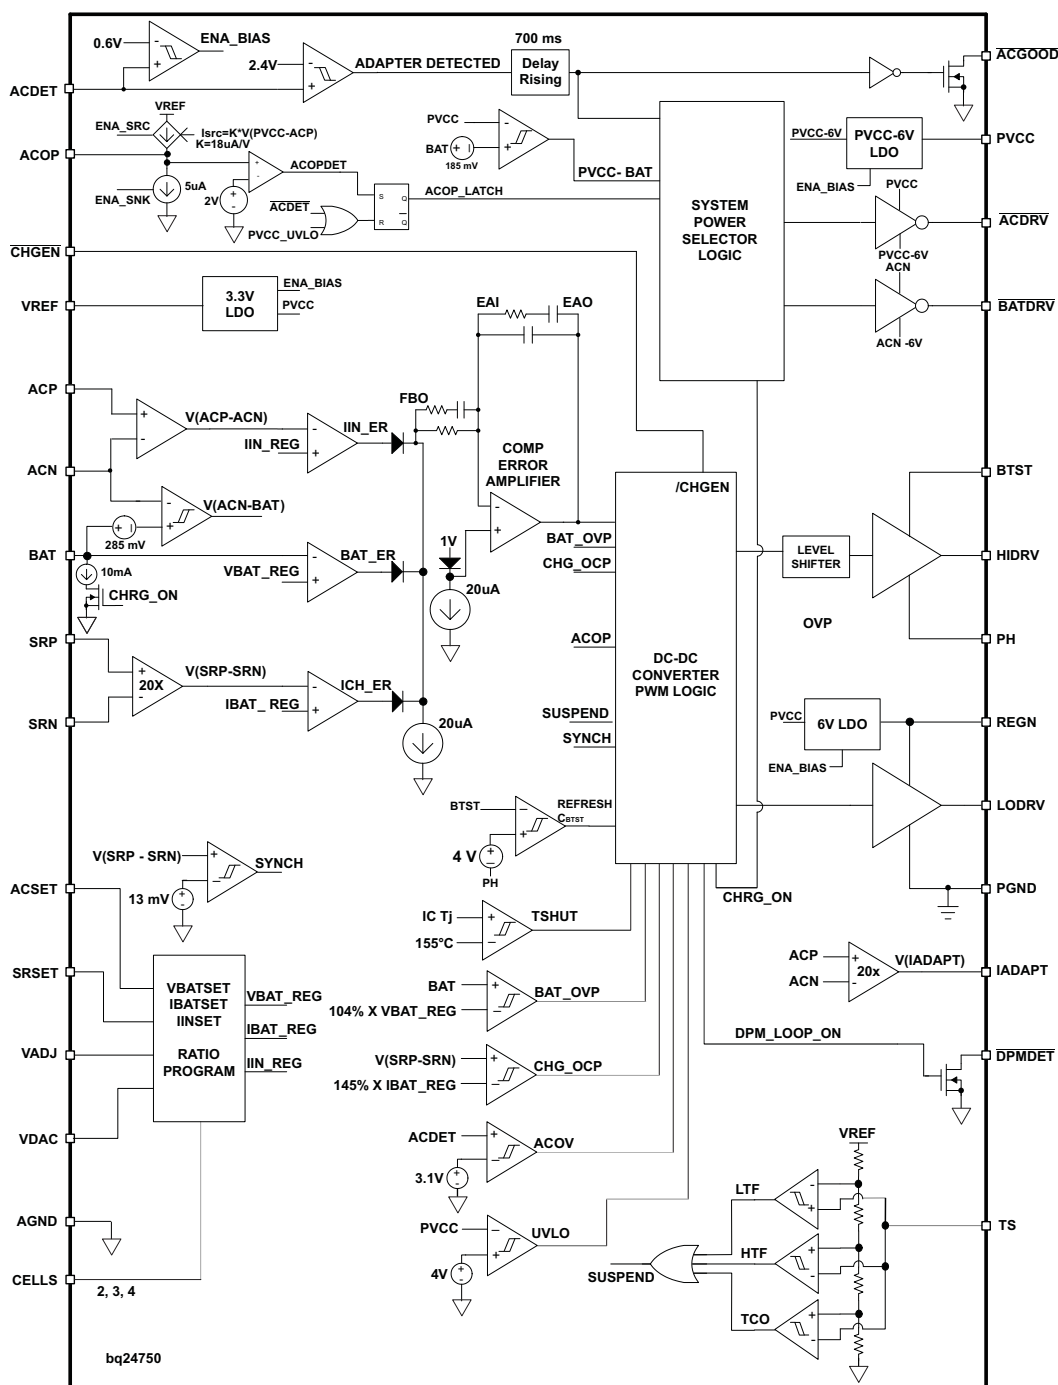 700 ms
0.6V
ENA_BIAS
2.4V
ADAPTER DETECTED
Delay
Rising
ACGOOD
ACDET
VREF
ENA_SRC
Isrc=K*V(PVCC-ACP)
K=18uA/V
ACOP
ENA_SNK
5uA
2V
ACOPDET
S
Q
R
Q
ACDET
PVCC_UVLO
ACOP_LATCH
PVCC
BAT
185 mV
PVCC- BAT
SYSTEM
POWER
SELECTOR
LOGIC
PVCC-6V
PVCC-6V
LDO
PVCC
ENA_BIAS
PVCC
ACDRV
PVCC-6V
ACN
BATDRV
ACN -6V
CHGEN
VREF
3.3V
LDO
ENA_BIAS
PVCC
EAI
EAO
FBO
COMP
ERROR
AMPLIFIER
ACP
V(ACP-ACN)
IIN_REG
IIN_ER
ACN
V(ACN-BAT)
285 mV
BAT
10mA
CHRG_ON
BAT_ER
VBAT_REG
1V
20uA
SRP
20X
V(SRP-SRN)
IBAT_ REG
ICH_ER
SRN
20uA
/CHGEN
BAT_OVP
CHG_OCP
ACOP
DC-DC
CONVERTER
PWM LOGIC
SUSPEND
SYNCH
LEVEL
SHIFTER
BTST
HIDRV
OVP
PH
PVCC
6V LDO
REGN
ENA_BIAS
LODRV
PGND
BTST
REFRESH
CBTST
4 V
PH
CHRG_ON
V(SRP - SRN)
SYNCH
13 mV
ACSET
SRSET
VADJ
VDAC
AGND
CELLS
VBATSET
IBATSET
IINSET
RATIO
PROGRAM
VBAT_REG
IBAT_REG
IIN_REG
2, 3, 4
IC Tj
155°C
TSHUT
BAT
104% X VBAT_REG
BAT_OVP
V(SRP-SRN)
145% X IBAT_REG
CHG_OCP
ACDET
3.1V
ACOV
PVCC
4V
UVLO
ACP
ACN
20x
V(IADAPT)
IADAPT
DPM_LOOP_ON
DPMDET
VREF
LTF
HTF
TCO
SUSPEND
TS
bq24750